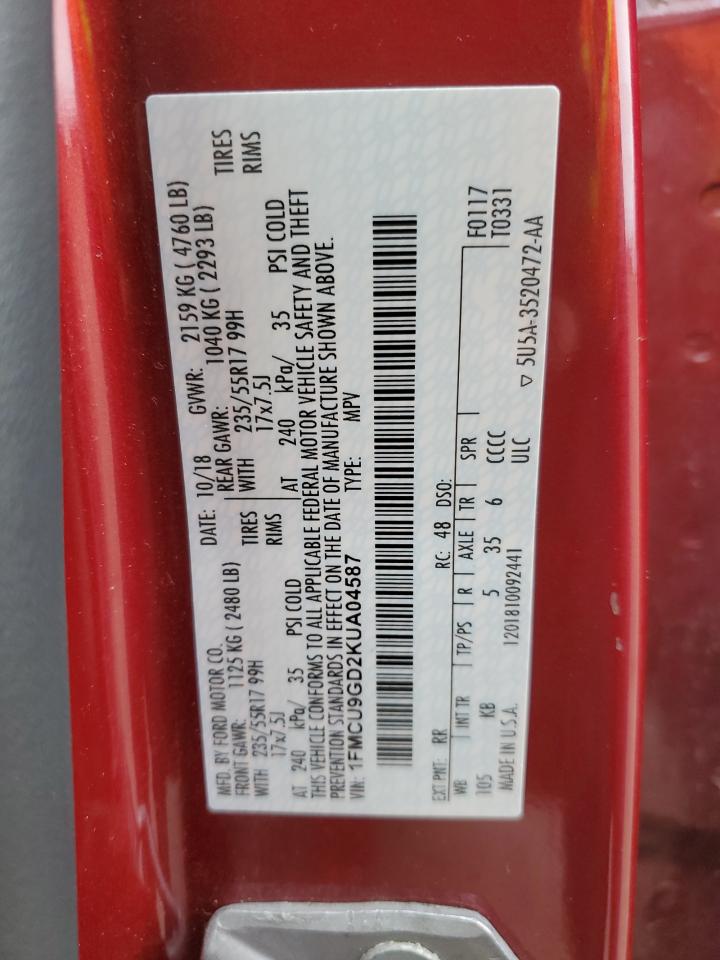 MFD. BY FORD MOTOR CO. DATE: 10/18 GVWR: 2159 KG ( 4760 LB)
FRONT GAWR: 1125 KG ( 2480 LB) REAR GAWR: 1040 KG ( 2293 LB)
WITH 235/55R17 99H TIRES WITH 235/55R17 99H TIRES
17x7.5J RIMS 17x7.5J RIMS
AT 240 kPa/ 35 PSI COLD AT 240 kPa/ 35 PSI COLD
THIS VEHICLE CONFORMS TO ALL APPLICABLE FEDERAL MOTOR VEHICLE SAFETY AND THEFT
PREVENTION STANDARDS IN EFFECT ON THE DATE OF MANUFACTURE SHOWN ABOVE.
VIN: 1FMCU9GD2KUA04587 TYPE: MPV
EXT PNT: RR RC: 48 DSO:
WB INT TR TP/PS R AXLE TR SPR F0117
105 KB 5 35 6 CCCC T0331
MADE IN U.S.A. 1201810092441 ULC
▽ 5U5A-3520472-AA